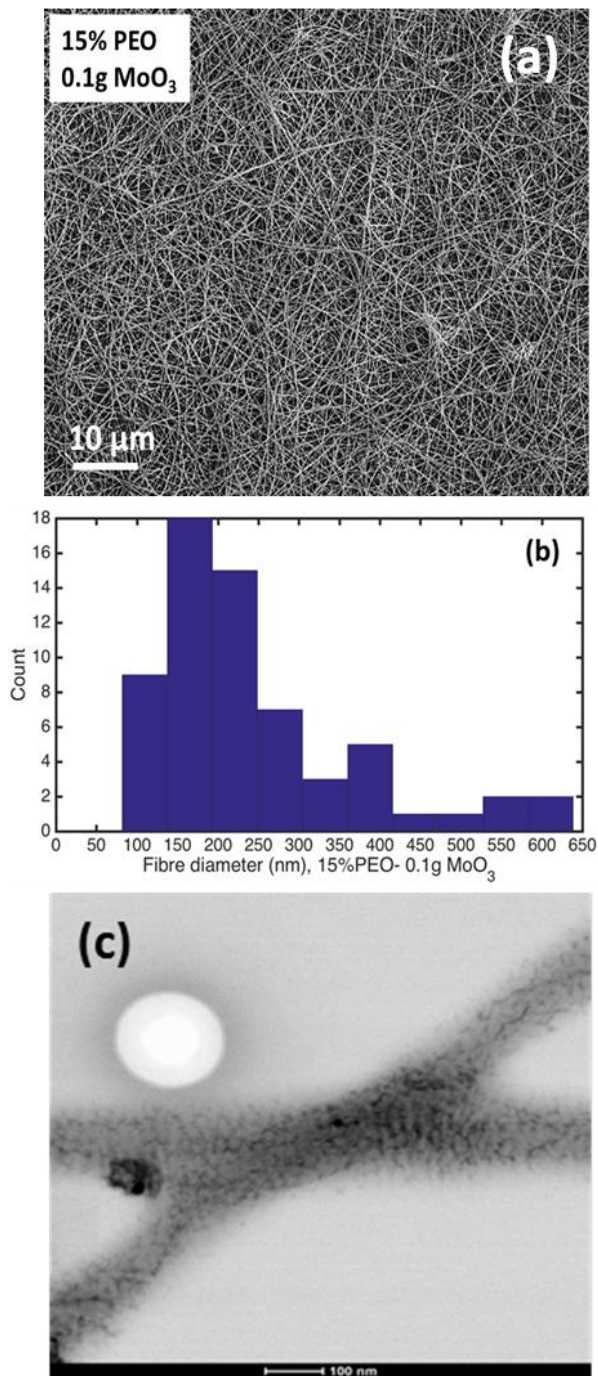 15% PEO
0.1g MoO₃
(a)
10 µm
18
16
14
12
10
8
6
4
2
0
Count
(b)
0 50 100 150 200 250 300 350 400 450 500 550 600 650
Fibre diameter (nm), 15%PEO- 0.1g MoO₃
(c)
100 nm